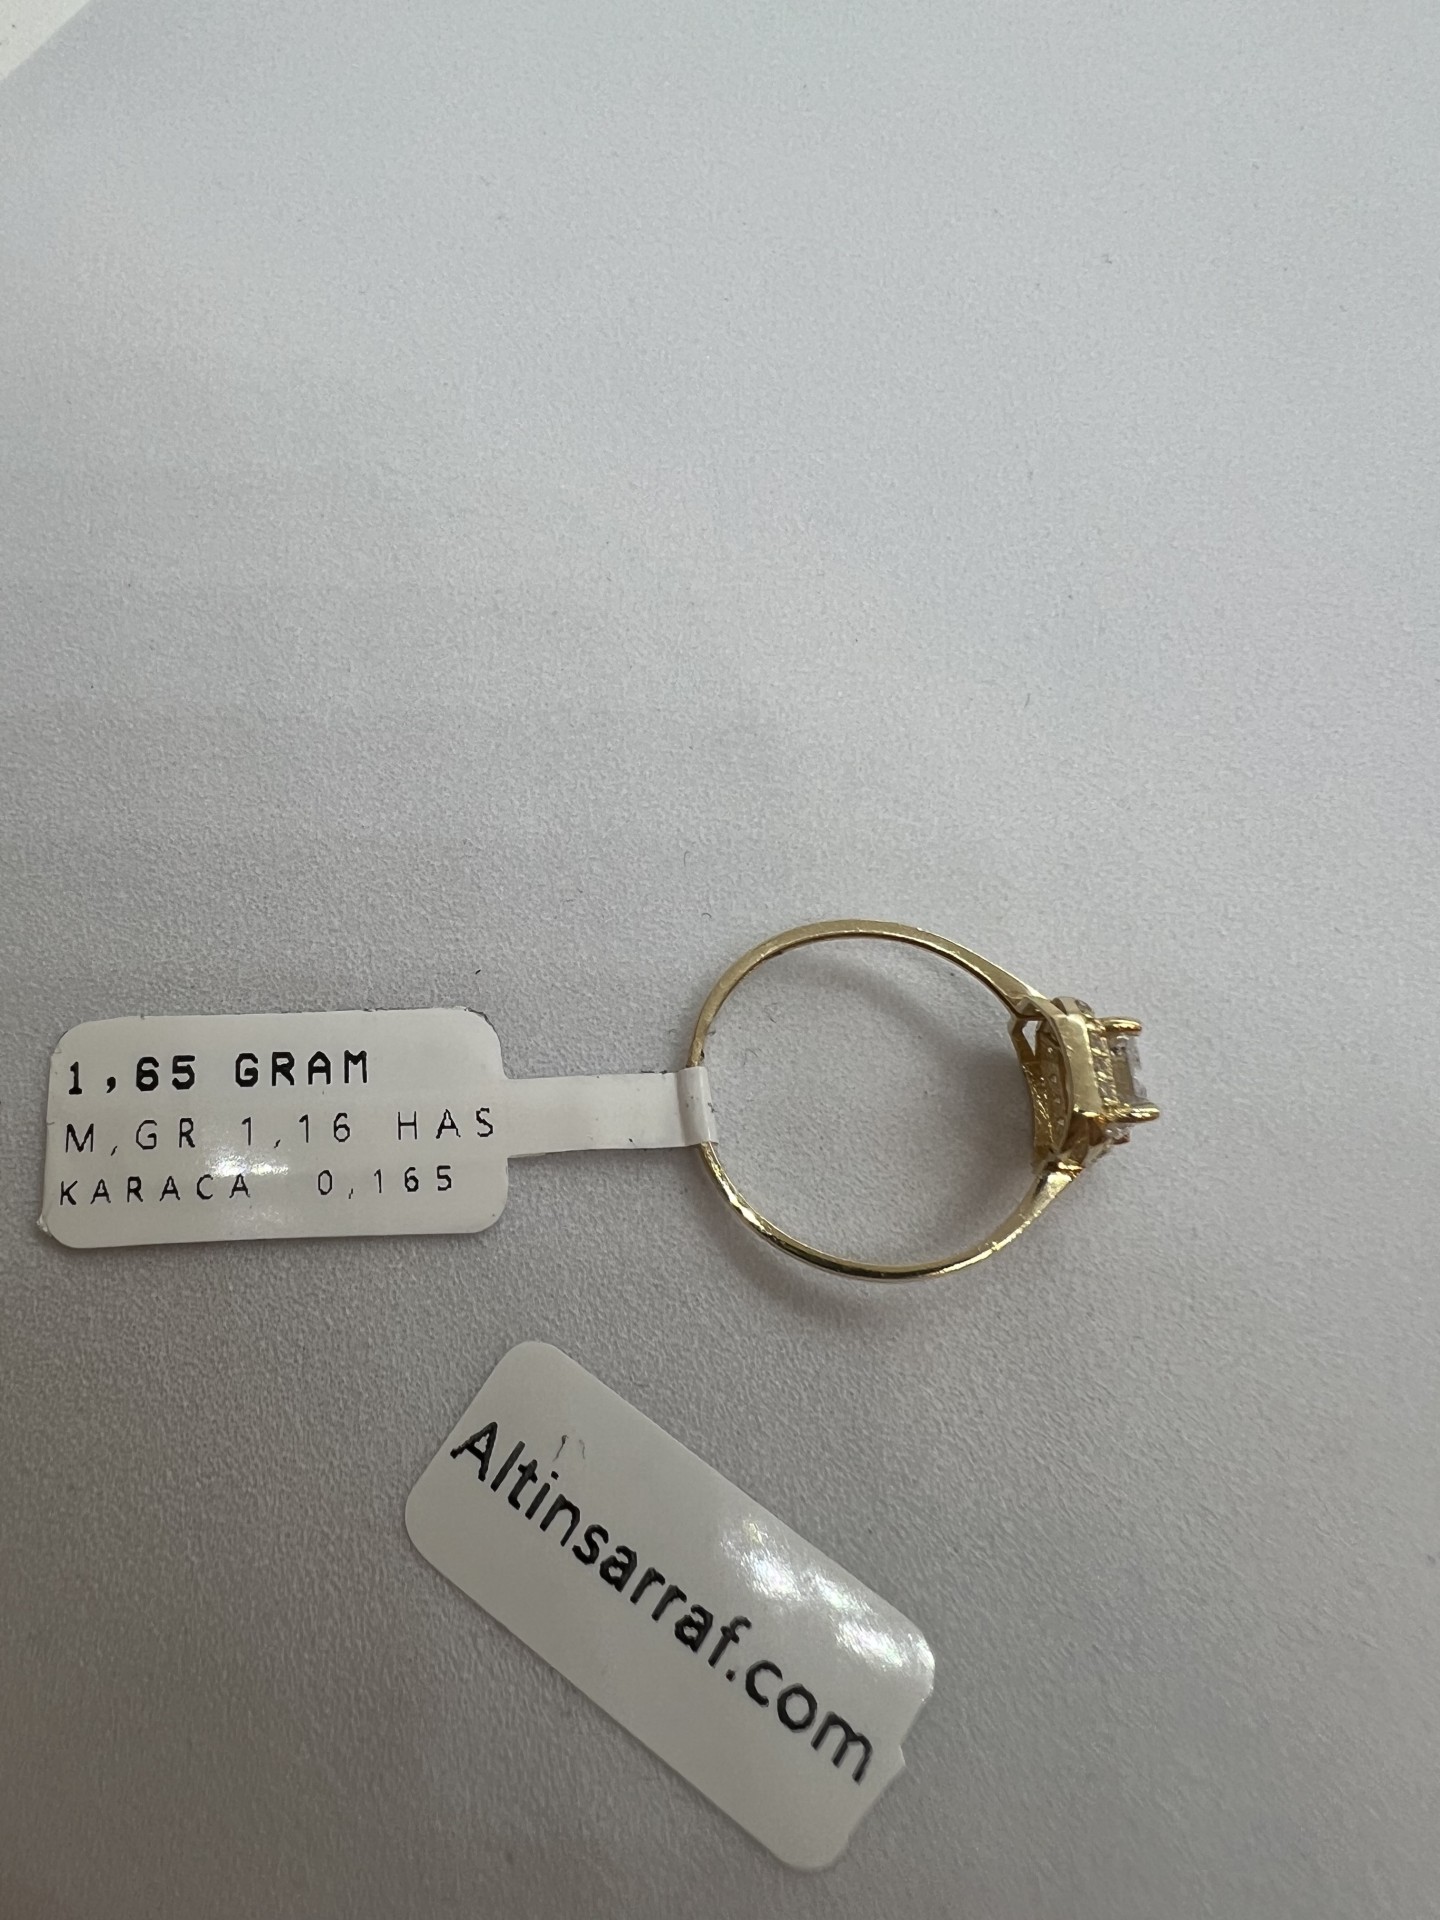 1,65 GRAM
M,GR 1,16 HAS
KARACA 0,165
Altinsarraf.com